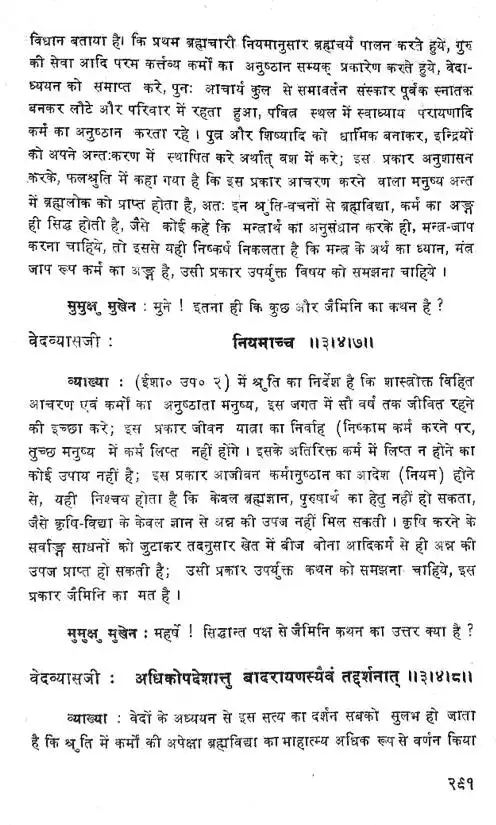 विधान बताया है। कि प्रथम ब्रह्मचारी नियमानुसार ब्रह्मचर्य पालन करते हुये, गुरु
की सेवा आदि परम कर्त्तव्य कर्मों का अनुष्ठान सम्यक् प्रकारेण करते हुये, वेदा-
ध्ययन को समाप्त करे, पुनः आचार्य कुल से समावर्तन संस्कार पूर्वक स्नातक
बनकर लौटे और परिवार में रहता हुआ, पवित्र स्थल में स्वाध्याय परायणादि
कर्म का अनुष्ठान करता रहे । पुत्र और शिष्यादि को धार्मिक बनाकर, इन्द्रियों
को अपने अन्तःकरण में स्थापित करे अर्थात् वश में करे; इस प्रकार अनुशासन
करके, फलश्रुति में कहा गया है कि इस प्रकार आचरण करने वाला मनुष्य अन्त
में ब्रह्मलोक को प्राप्त होता है, अतः इन श्रुति-वचनों से ब्रह्मविद्या, कर्म का अङ्ग
ही सिद्ध होती है, जैसे कोई कहे कि मन्त्रार्थ का अनुसंधान करके ही, मन्त्र-जाप
करना चाहिये, तो इससे यही निष्कर्ष निकलता है कि मन्त्र के अर्थ का ध्यान, मंत्र
जाप रूप कर्म का अङ्ग है, उसी प्रकार उपर्युक्त विषय को समझना चाहिये ।
मुमुक्षु मुखेन : मुने ! इतना ही कि कुछ और जैमिनि का कथन है ?
वेदव्यासजी : नियमाच्च ॥३।४।७॥
व्याख्या : (ईशा० उप० २) में श्रुति का निर्देश है कि शास्त्रोक्त विहित
आचरण एवं कर्मों का अनुष्ठाता मनुष्य, इस जगत में सौ वर्ष तक जीवित रहने
की इच्छा करे; इस प्रकार जीवन यात्रा का निर्वाह (निष्काम कर्म करने पर,
तुच्छ मनुष्य में कर्म लिप्त नहीं होंगे । इसके अतिरिक्त कर्म में लिप्त न होने का
कोई उपाय नहीं है; इस प्रकार आजीवन कर्मानुष्ठान का आदेश (नियम) होने
से, यही निश्चय होता है कि केवल ब्रह्मज्ञान, पुरुषार्थ का हेतु नहीं हो सकता,
जैसे कृषि-विद्या के केवल ज्ञान से अन्न की उपज नहीं मिल सकती । कृषि करने के
सर्वाङ्ग साधनों को जुटाकर तदनुसार खेत में बीज बोना आदिकर्म से ही अन्न की
उपज प्राप्त हो सकती है; उसी प्रकार उपर्युक्त कथन को समझना चाहिये, इस
प्रकार जैमिनि का मत है ।
मुमुक्षु मुखेन : महर्षे ! सिद्धान्त पक्ष से जैमिनि कथन का उत्तर क्या है ?
वेदव्यासजी : अधिकोपदेशात्तु बादरायणस्यैवं तद्दर्शनात् ॥३।४।८॥
व्याख्या : वेदों के अध्ययन से इस सत्य का दर्शन सबको सुलभ हो जाता
है कि श्रुति में कर्मों की अपेक्षा ब्रह्मविद्या का माहात्म्य अधिक रूप से वर्णन किया
२९१